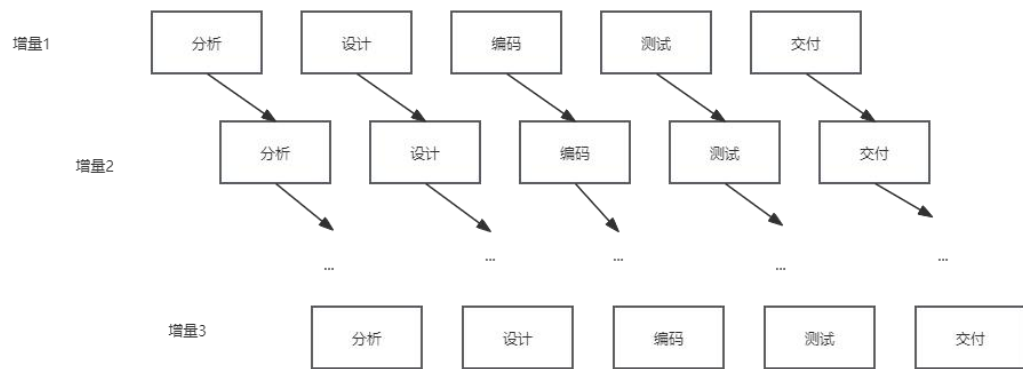 增量1 分析 设计 编码 测试 交付
增量2 分析 设计 编码 测试 交付
... ... ... ... ...
增量3 分析 设计 编码 测试 交付